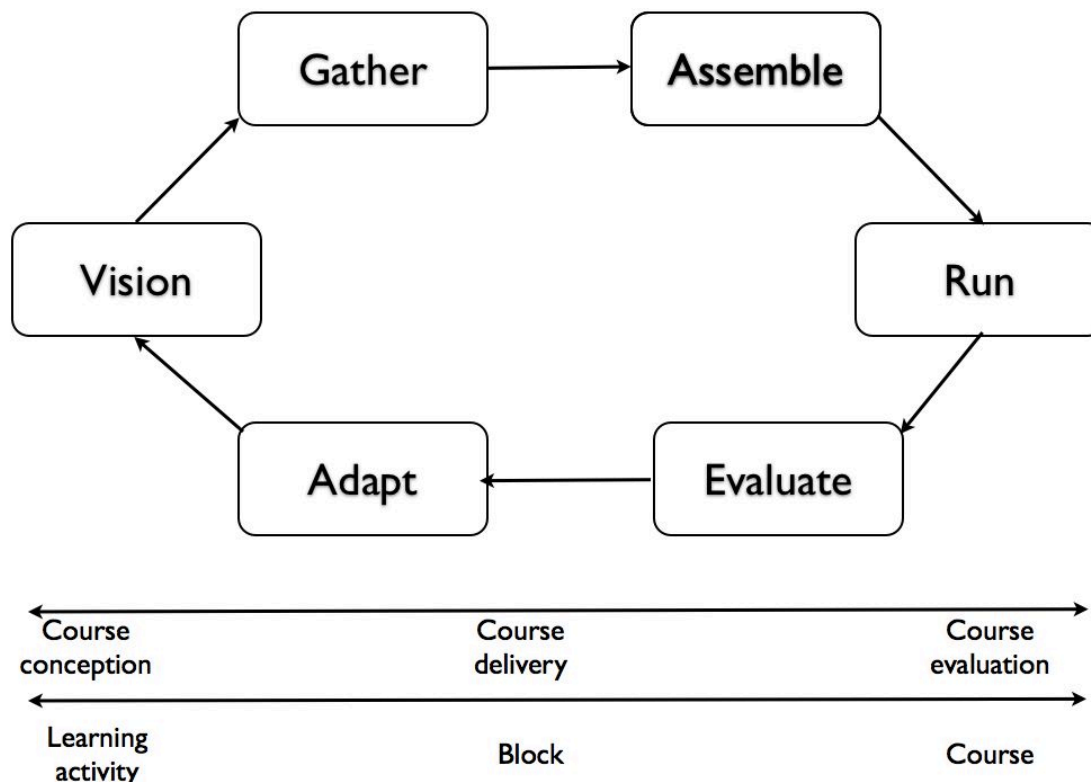 Gather
Assemble
Vision
Run
Adapt
Evaluate
Course
conception
Course
delivery
Course
evaluation
Learning
activity
Block
Course